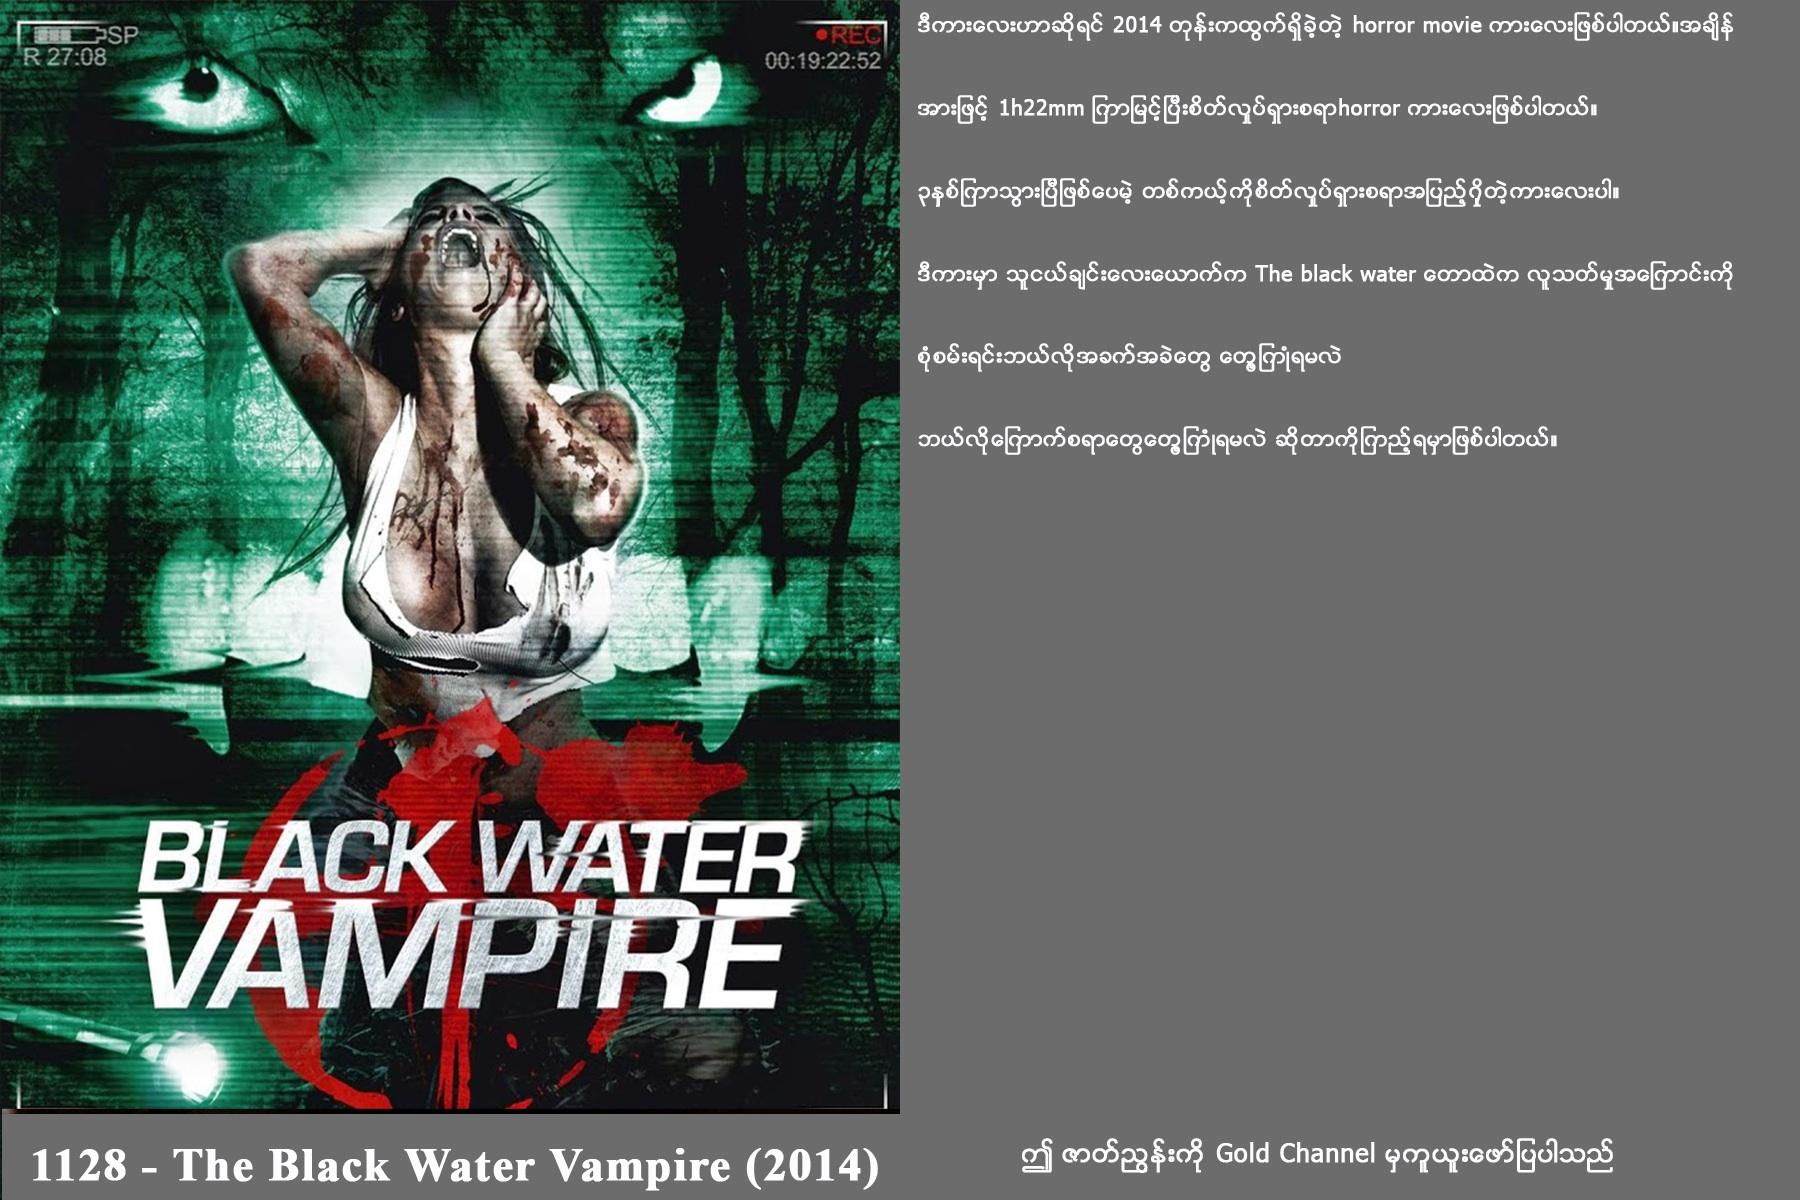 SP
R 27:08
REC
00:19:22:52
BLACK WATER
VAMPIRE
1128 - The Black Water Vampire (2014)
ဒီကားလေးဟာဆိုရင် 2014 တုန်းကထွက်ရှိခဲ့တဲ့ horror movie ကားလေးဖြစ်ပါတယ်။အချိန်
အားဖြင့် 1h22mm ကြာမြင့်ပြီးစိတ်လှုပ်ရှားစရာhorror ကားလေးဖြစ်ပါတယ်။
၃နှစ်ကြာသွားပြီဖြစ်ပေမဲ့ တစ်ကယ့်ကိုစိတ်လှုပ်ရှားစရာအပြည့်ဂှိတဲ့ကားလေးပါ။
ဒီကားမှာ သူငယ်ချင်းလေးယောက်က The black water တောထဲက လူသတ်မှုအကြောင်းကို
စုံစမ်းရင်းဘယ်လိုအခက်အခဲတွေ တွေ့ကြုံရမလဲ
ဘယ်လိုကြောက်စရာတွေတွေ့ကြုံရမလဲ ဆိုတာကိုကြည့်ရမှာဖြစ်ပါတယ်။
ဤ ဇာတ်ညွှန်းကို Gold Channel မှကူယူးဖော်ပြပါသည်